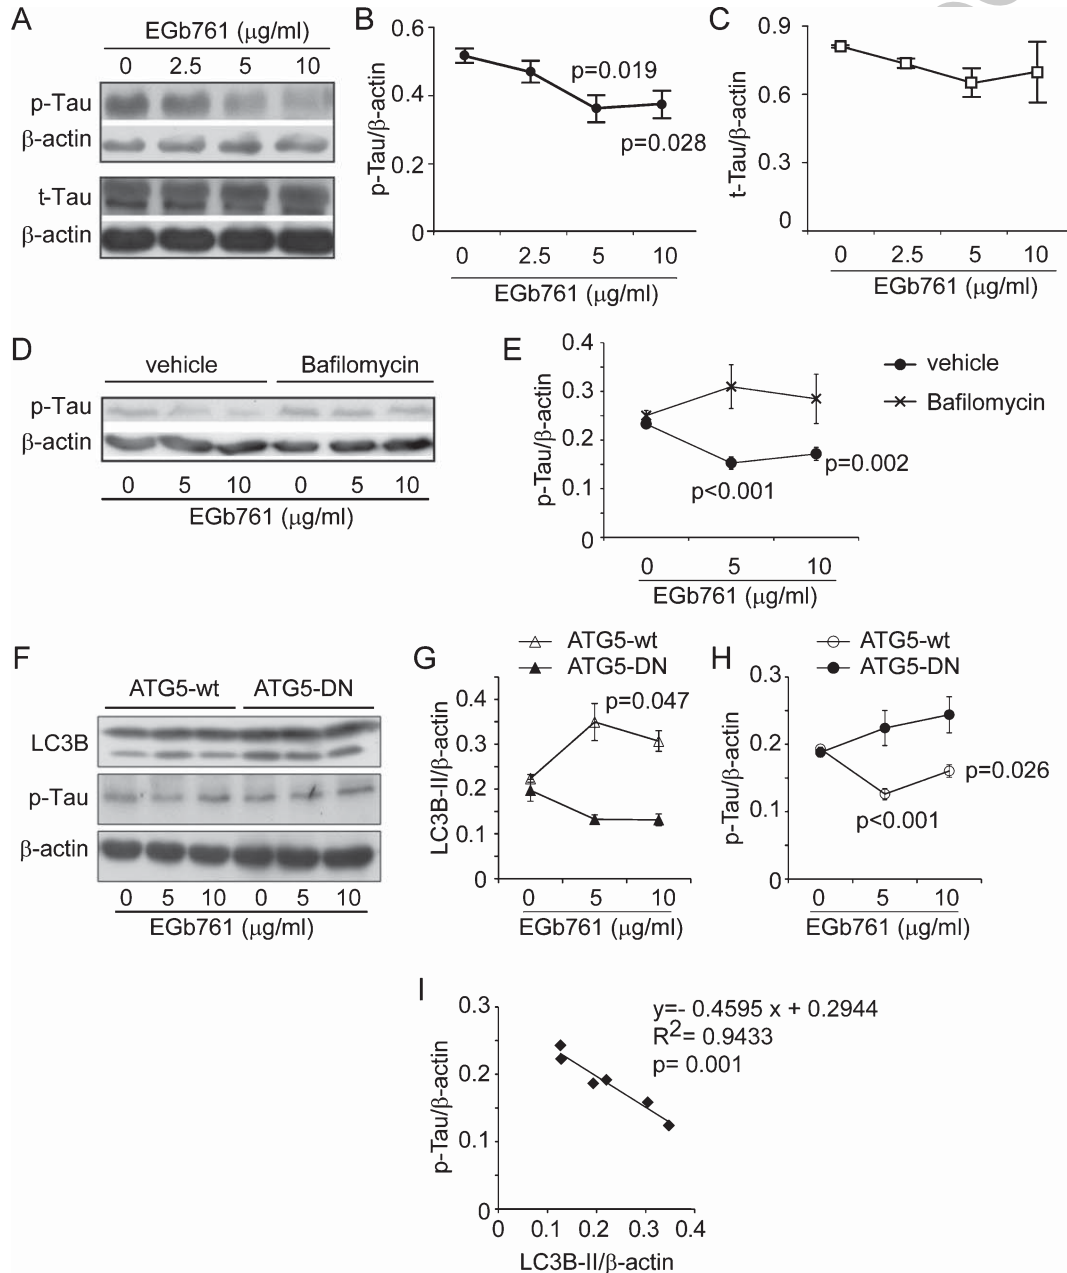 A
EGb761 (μg/ml)
0 2.5 5 10
p-Tau
β-actin
t-Tau
β-actin
B
p-Tau/β-actin
0.6
0.4
0.2
0
p=0.019
p=0.028
0 2.5 5 10
EGb761 (μg/ml)
C
t-Tau/β-actin
0.9
0.6
0.3
0
0 2.5 5 10
EGb761 (μg/ml)
D
vehicle Bafilomycin
p-Tau
β-actin
0 5 10 0 5 10
EGb761 (μg/ml)
E
p-Tau/β-actin
0.4
0.3
0.2
0.1
0
vehicle
Bafilomycin
p=0.002
p<0.001
0 5 10
EGb761 (μg/ml)
F
ATG5-wt ATG5-DN
LC3B
p-Tau
β-actin
0 5 10 0 5 10
EGb761 (μg/ml)
G
ATG5-wt
ATG5-DN
LC3B-II/β-actin
0.4
0.3
0.2
0.1
0
p=0.047
0 5 10
EGb761 (μg/ml)
H
ATG5-wt
ATG5-DN
p-Tau/β-actin
0.3
0.2
0.1
0
p=0.026
p<0.001
0 5 10
EGb761 (μg/ml)
I
p-Tau/β-actin
0.3
0.2
0.1
0
y=- 0.4595 x + 0.2944
R2= 0.9433
p= 0.001
0 0.1 0.2 0.3 0.4
LC3B-II/β-actin